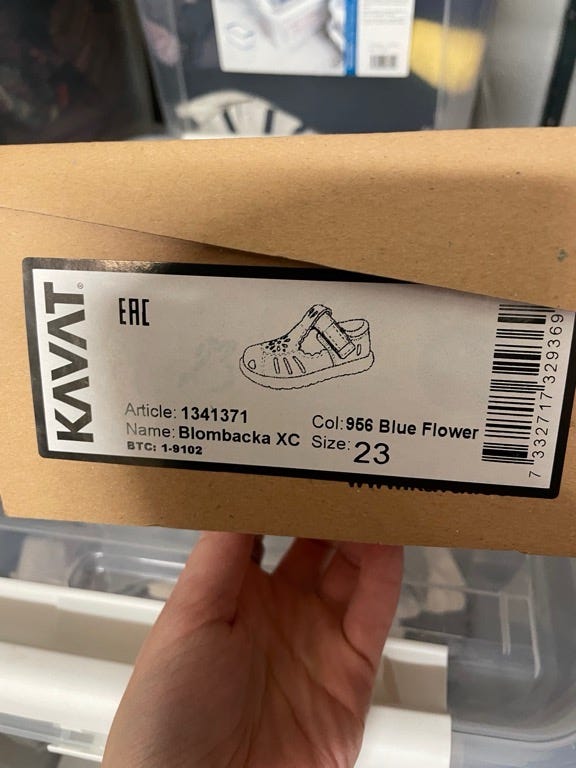 KAVAT®
EAC
Article: 1341371
Name: Blombacka XC
BTC: 1-9102
Col: 956 Blue Flower
Size: 23
7 332717 329369